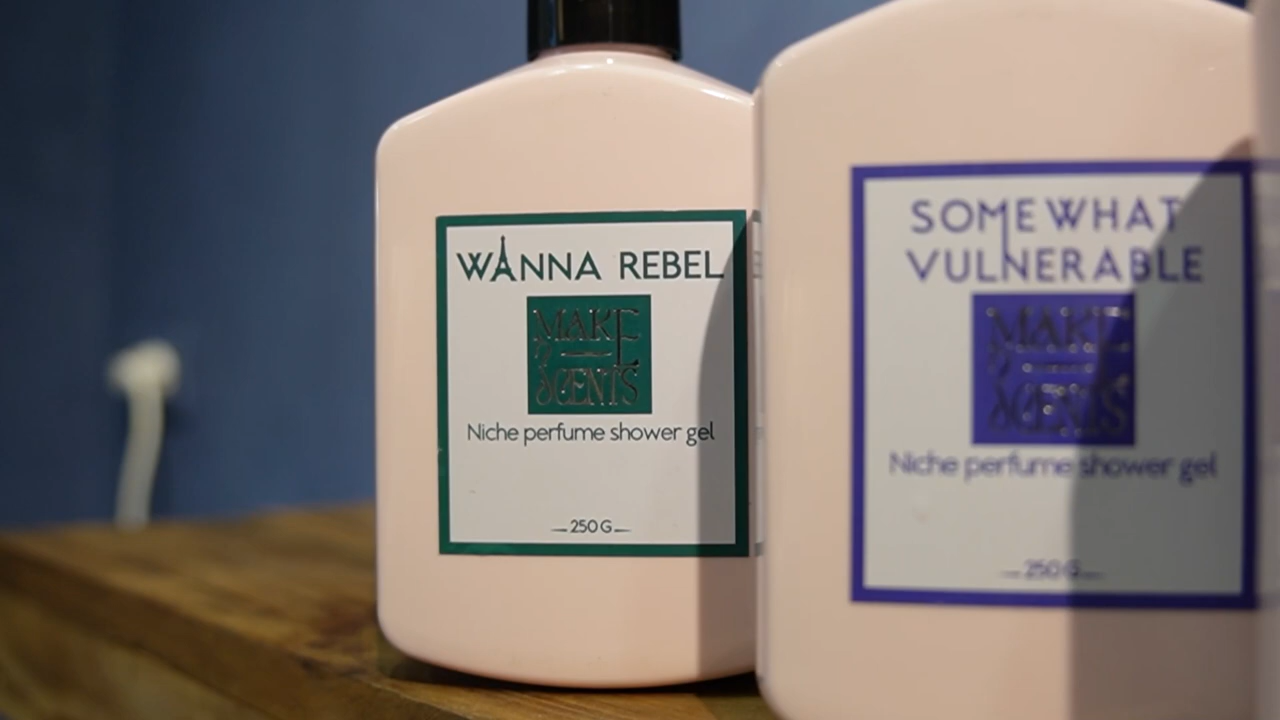 WANNA REBEL
MAKE
SCENTS
Niche perfume shower gel
250 G
SOMEWHAT
VULNERABLE
MAKE
SCENTS
Niche perfume shower gel
250 G